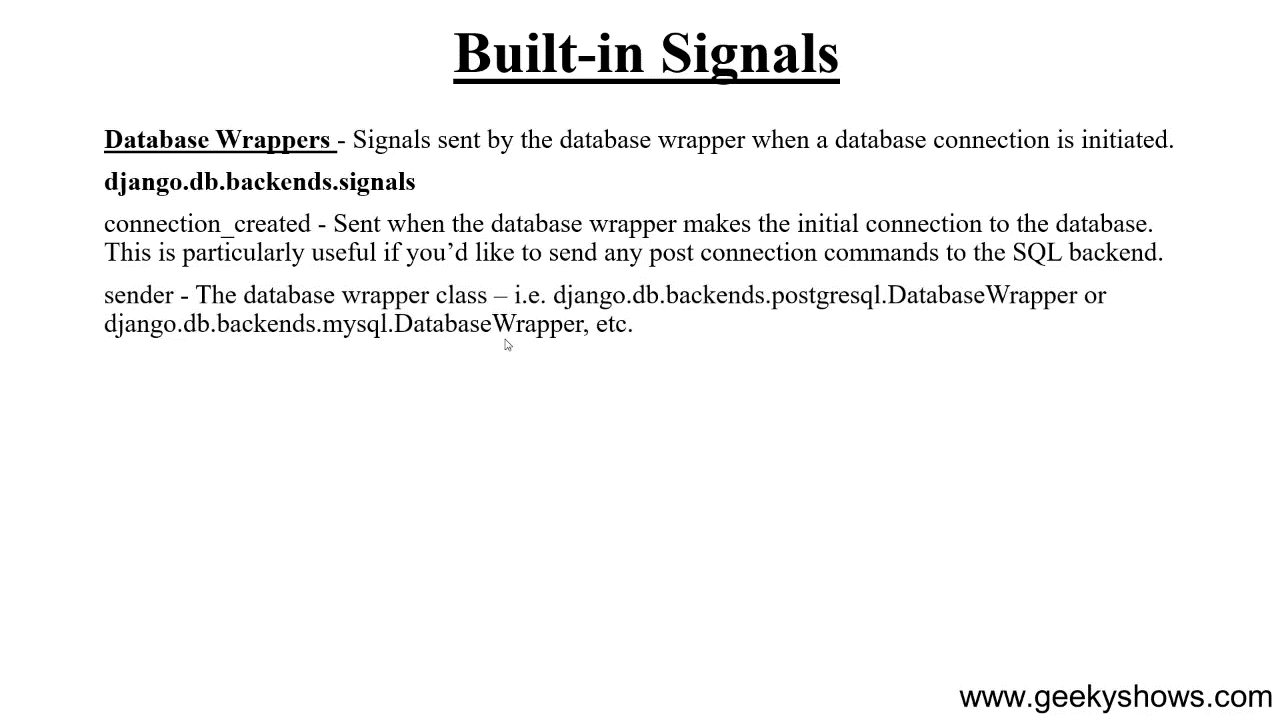 Built-in Signals
Database Wrappers - Signals sent by the database wrapper when a database connection is initiated.
django.db.backends.signals
connection_created - Sent when the database wrapper makes the initial connection to the database.
This is particularly useful if you’d like to send any post connection commands to the SQL backend.
sender - The database wrapper class – i.e. django.db.backends.postgresql.DatabaseWrapper or
django.db.backends.mysql.DatabaseWrapper, etc.
www.geekyshows.com